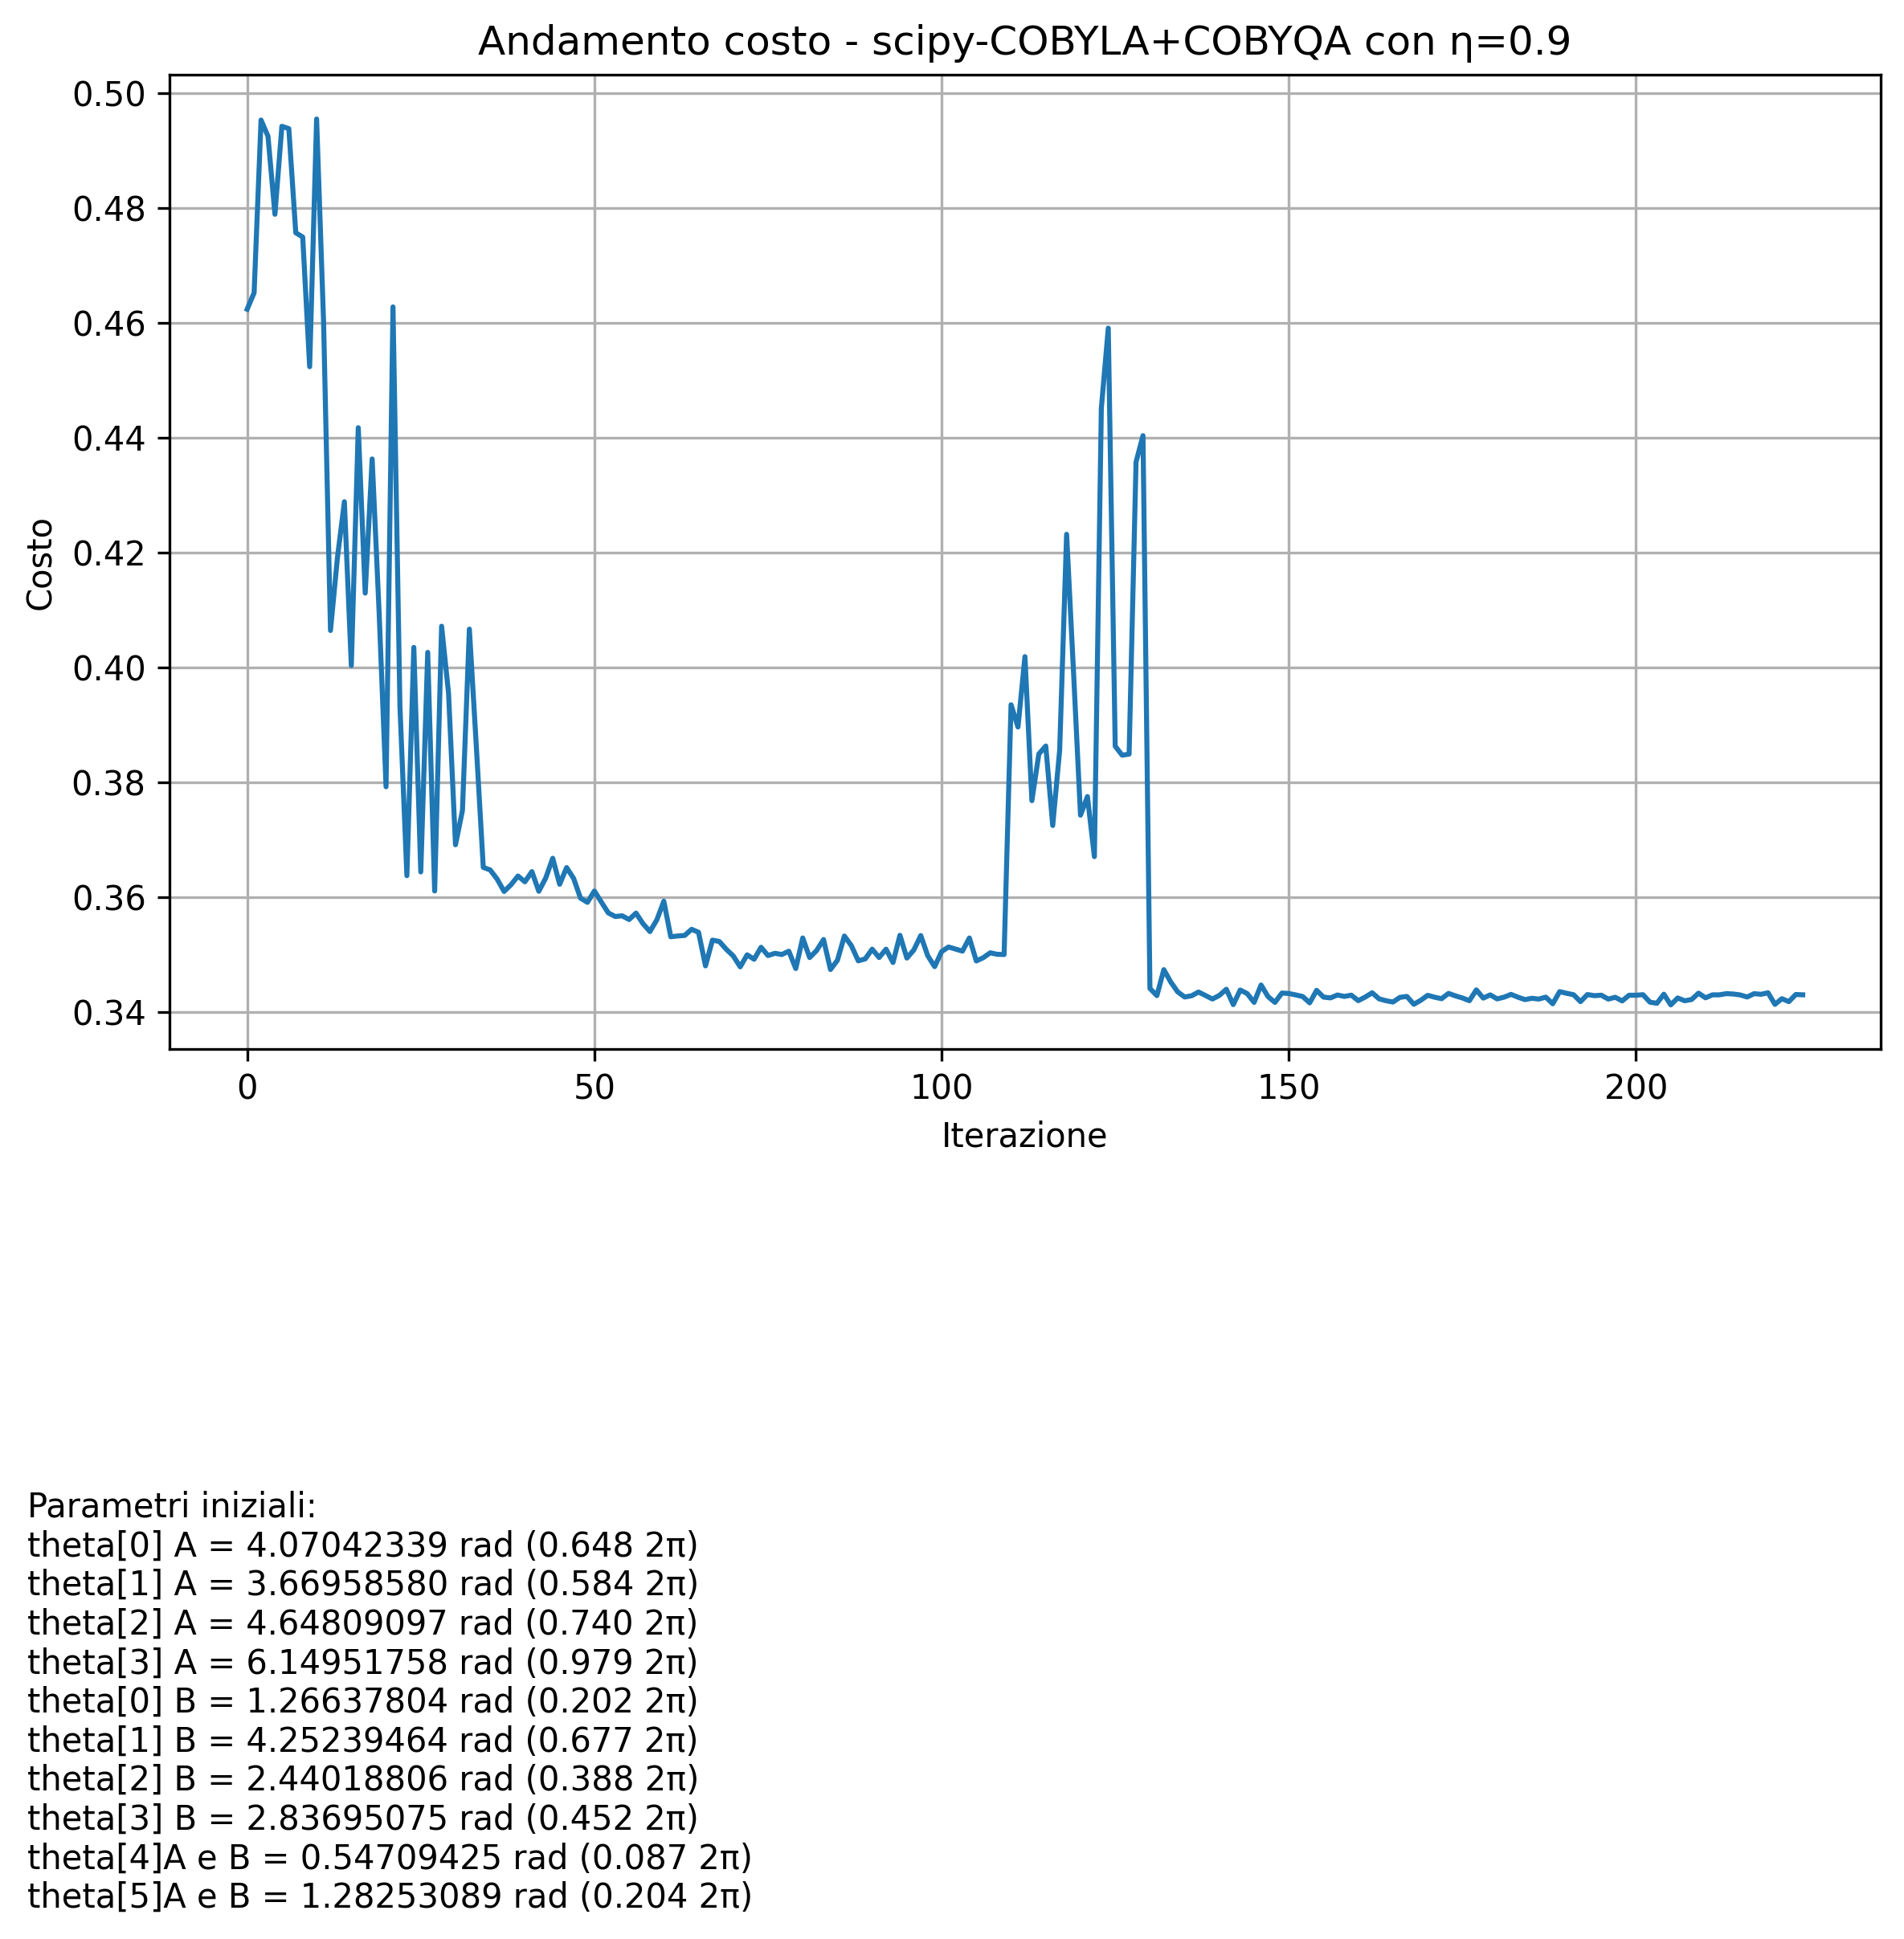 Andamento costo - scipy-COBYLA+COBYQA con η=0.9
0.50
0.48
0.46
0.44
0.42
0.40
0.38
0.36
0.34
Costo
0 50 100 150 200
Iterazione
Parametri iniziali:
theta[0] A = 4.07042339 rad (0.648 2π)
theta[1] A = 3.66958580 rad (0.584 2π)
theta[2] A = 4.64809097 rad (0.740 2π)
theta[3] A = 6.14951758 rad (0.979 2π)
theta[0] B = 1.26637804 rad (0.202 2π)
theta[1] B = 4.25239464 rad (0.677 2π)
theta[2] B = 2.44018806 rad (0.388 2π)
theta[3] B = 2.83695075 rad (0.452 2π)
theta[4]A e B = 0.54709425 rad (0.087 2π)
theta[5]A e B = 1.28253089 rad (0.204 2π)